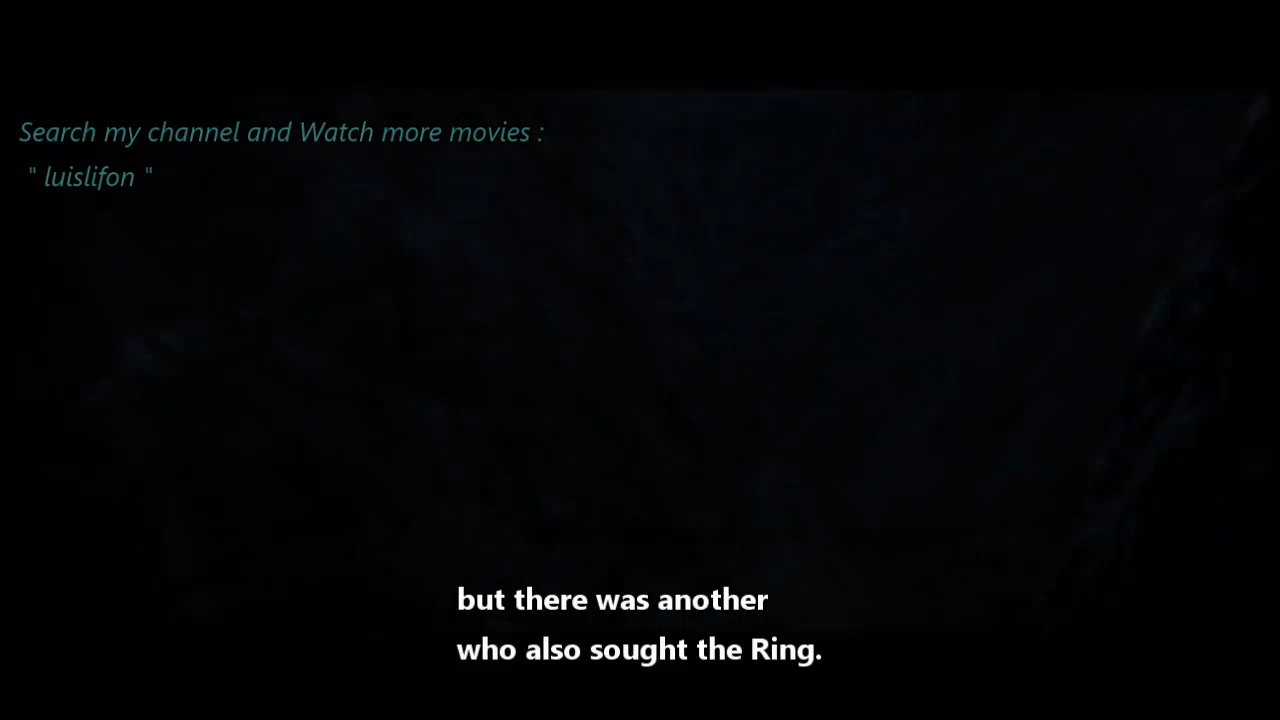 Search my channel and Watch more movies :
" luislifon "
but there was another
who also sought the Ring.